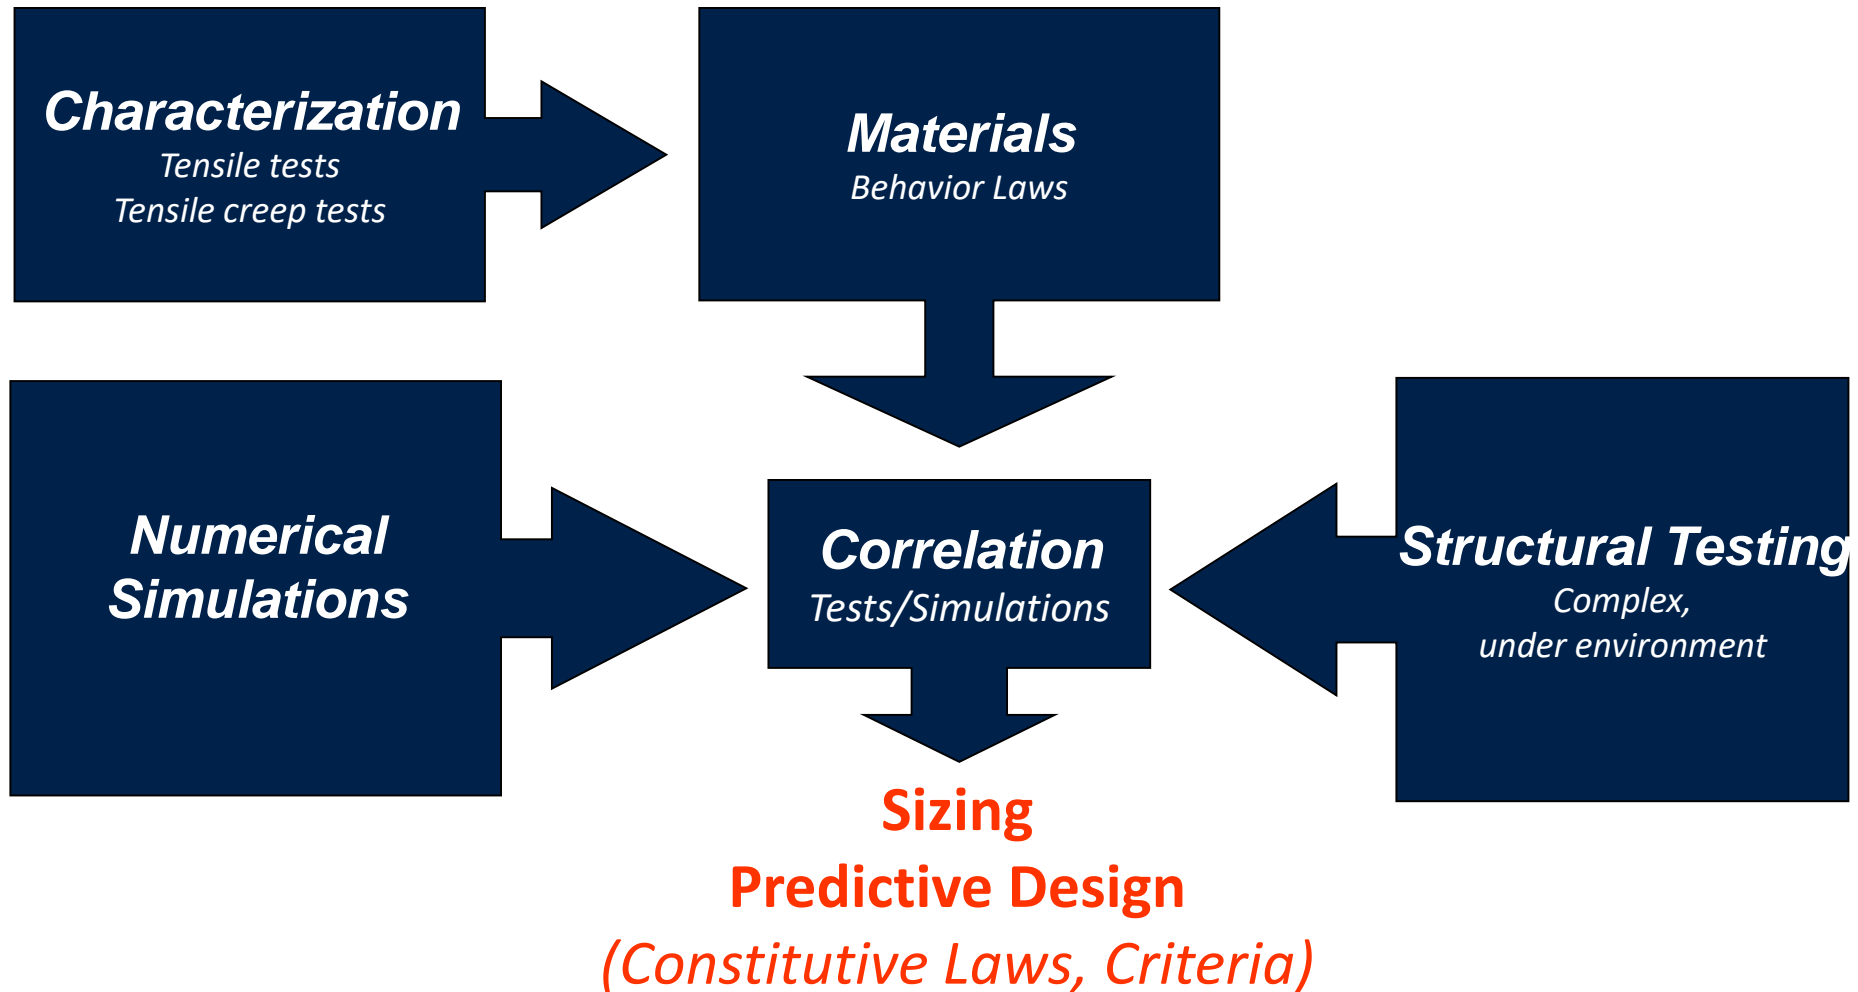 Characterization
Tensile tests
Tensile creep tests
Materials
Behavior Laws
Numerical
Simulations
Correlation
Tests/Simulations
Structural Testing
Complex,
under environment
Sizing
Predictive Design
(Constitutive Laws, Criteria)